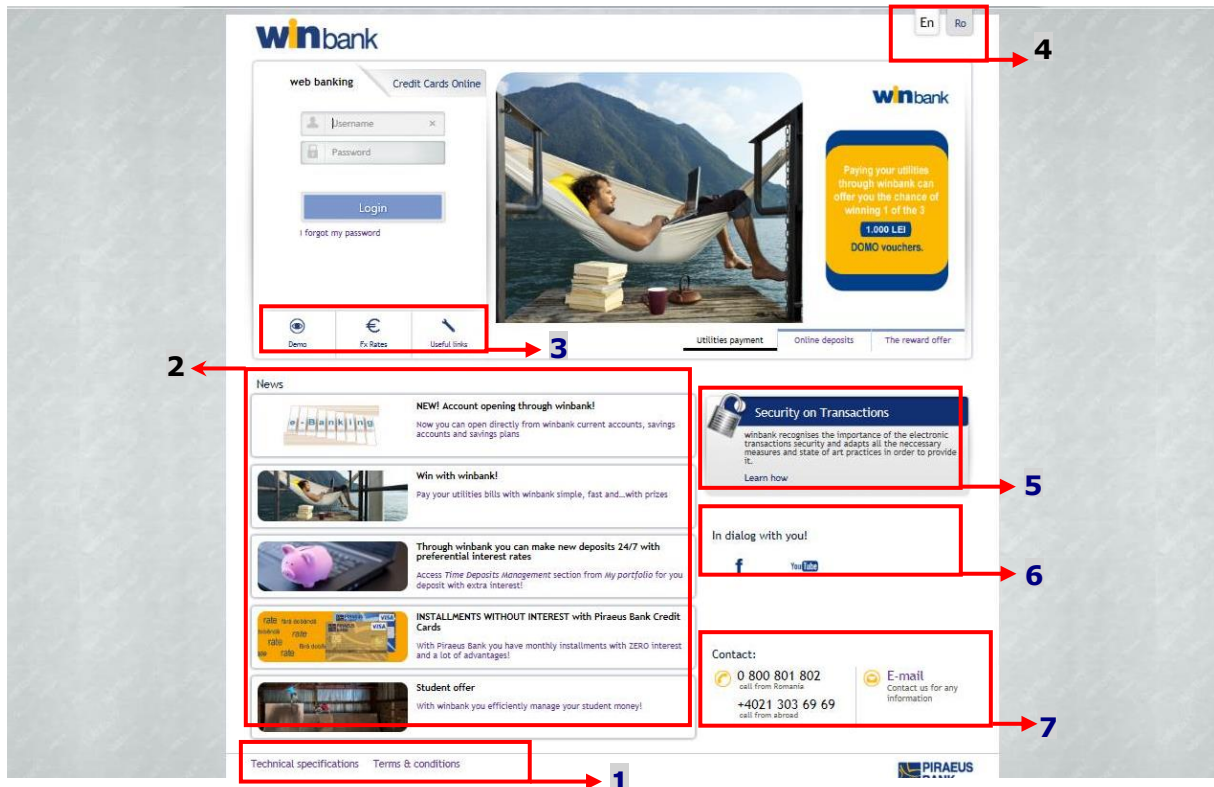 winbank
En Ro
4
web banking Credit Cards Online
Username ×
Password
Login
I forgot my password
winbank
Paying your utilities
through winbank can
offer you the chance of
winning 1 of the 3
1.000 LEI
DOMO vouchers.
Demo Fx Rates Useful links
3
Utilities payment Online deposits The reward offer
2
News
e-Banking
NEW! Account opening through winbank!
Now you can open directly from winbank current accounts, savings
accounts and savings plans
Win with winbank!
Pay your utilities bills with winbank simple, fast and...with prizes
Through winbank you can make new deposits 24/7 with
preferential interest rates
Access Time Deposits Management section from My portfolio for you
deposit with extra interest!
rate fără dobândă
rate
rate
rate
VISA
VISA
INSTALLMENTS WITHOUT INTEREST with Piraeus Bank Credit
Cards
With Piraeus Bank you have monthly installments with ZERO interest
and a lot of advantages!
Student offer
With winbank you efficiently manage your student money!
Security on Transactions
winbank recognises the importance of the electronic
transactions security and adapts all the neccessary
measures and state of art practices in order to provide
it.
Learn how
5
In dialog with you!
f YouTube
6
Contact:
0 800 801 802
call from Romania
+4021 303 69 69
call from abroad
E-mail
Contact us for any
information
7
Technical specifications Terms & conditions
1
PIRAEUS
BANK